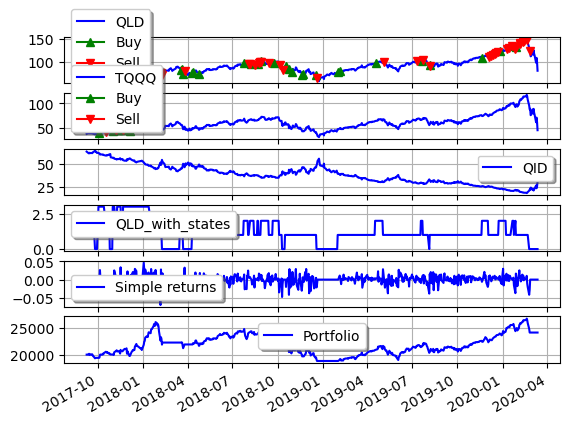 QLD
Buy
Sell
150
100
TQQQ
Buy
Sell
100
50
QID
50
25
QLD_with_states
2.5
0.0
Simple returns
0.05
0.00
−0.05
Portfolio
25000
20000
2017-10
2018-01
2018-04
2018-07
2018-10
2019-01
2019-04
2019-07
2019-10
2020-01
2020-04